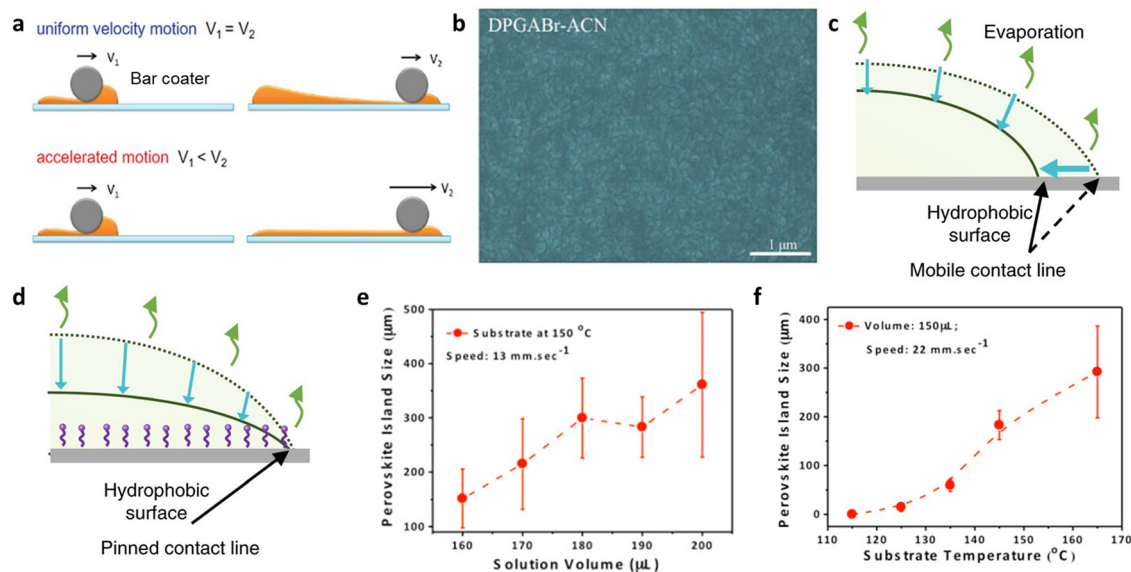 a
uniform velocity motion V₁ = V₂
V₁
Bar coater
V₂
accelerated motion V₁ < V₂
V₁
V₂
b
DPGABr-ACN
1 μm
c
Evaporation
Hydrophobic
surface
Mobile contact line
d
Hydrophobic
surface
Pinned contact line
e
Perovskite Island Size (μm)
500
400
300
200
100
Substrate at 150 °C
Speed: 13 mm.sec⁻¹
160 170 180 190 200
Solution Volume (μL)
f
Perovskite Island Size (μm)
400
300
200
100
0
Volume: 150μL;
Speed: 22 mm.sec⁻¹
110 120 130 140 150 160 170
Substrate Temperature (°C)